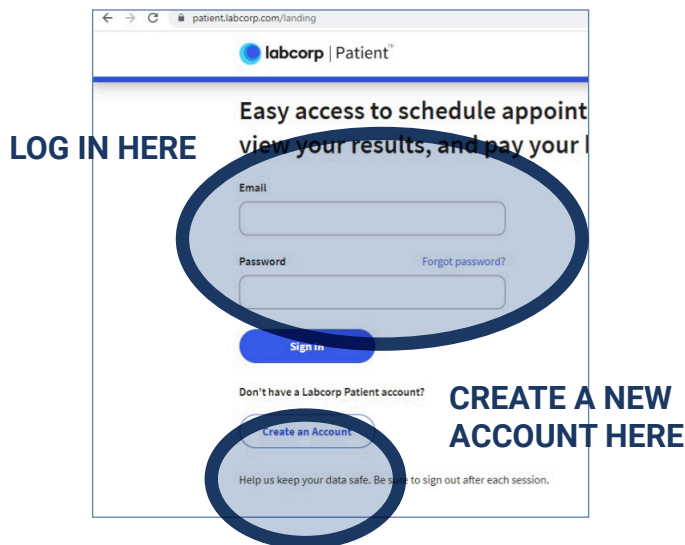 patient.labcorp.com/landing
labcorp | Patient™
Easy access to schedule appoint
view your results, and pay your
LOG IN HERE
Email
Password Forgot password?
Sign In
Don't have a Labcorp Patient account?
CREATE A NEW
ACCOUNT HERE
Create an Account
Help us keep your data safe. Be sure to sign out after each session.